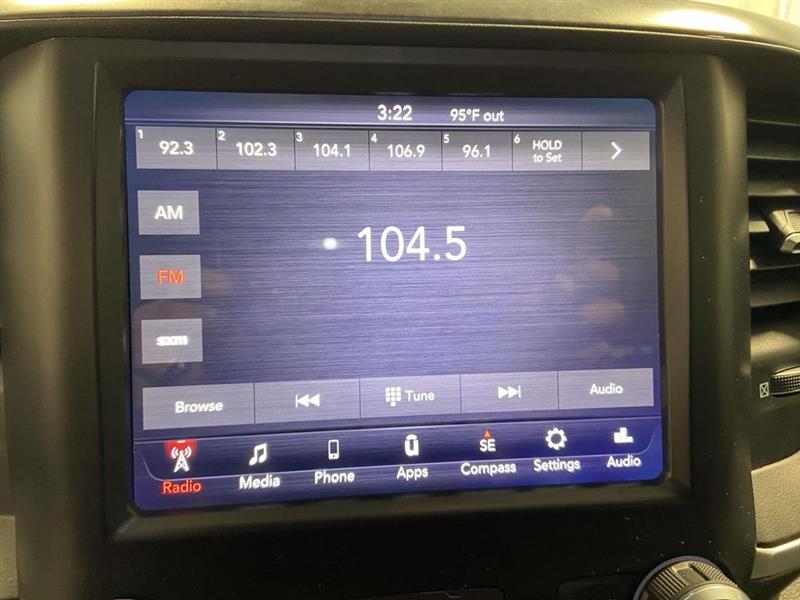 3:22 95°F out
1 92.3 2 102.3 3 104.1 4 106.9 5 96.1 6 HOLD to Set >
AM
104.5
FM
sxm
Browse Tune Audio
SE
Radio Media Phone Apps Compass Settings Audio